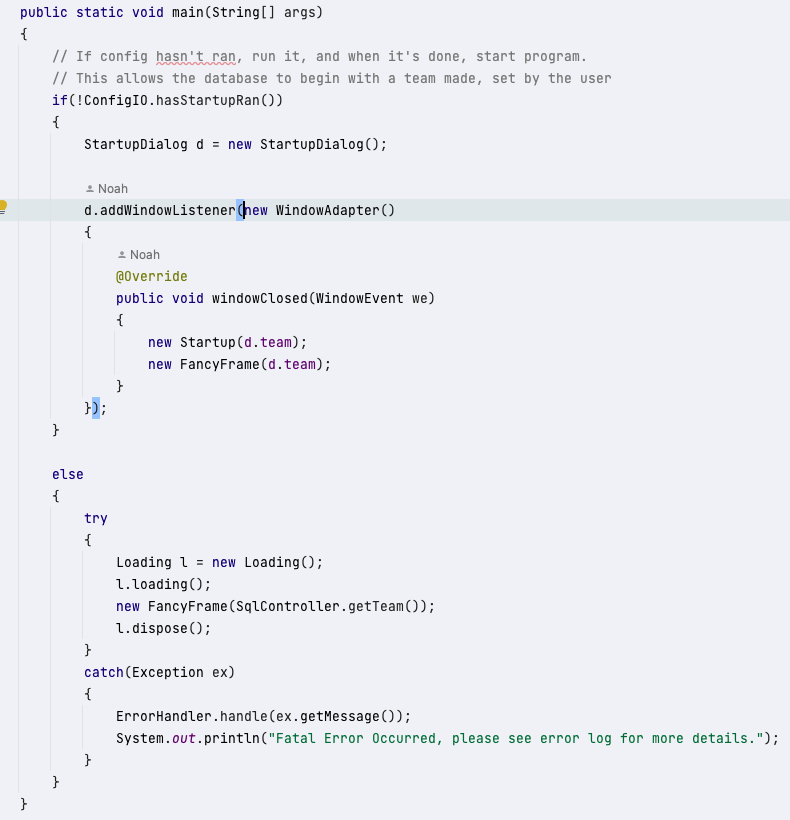 public static void main(String[] args)
{
    // If config hasn't ran, run it, and when it's done, start program.
    // This allows the database to begin with a team made, set by the user
    if(!ConfigIO.hasStartupRan())
    {
        StartupDialog d = new StartupDialog();
        Noah
        d.addWindowListener(new WindowAdapter()
        {
            Noah
            @Override
            public void windowClosed(WindowEvent we)
            {
                new Startup(d.team);
                new FancyFrame(d.team);
            }
        });
    }
    else
    {
        try
        {
            Loading l = new Loading();
            l.loading();
            new FancyFrame(SqlController.getTeam());
            l.dispose();
        }
        catch(Exception ex)
        {
            ErrorHandler.handle(ex.getMessage());
            System.out.println("Fatal Error Occurred, please see error log for more details.");
        }
    }
}